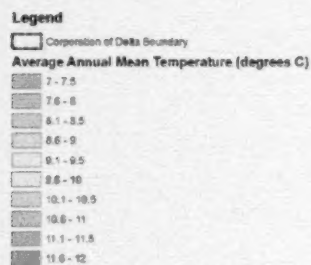 Legend
Corporation of Delta Boundary
Average Annual Mean Temperature (degrees C)
7 - 7.5
7.6 - 8
8.1 - 8.5
8.6 - 9
9.1 - 9.5
9.6 - 10
10.1 - 10.5
10.6 - 11
11.1 - 11.5
11.6 - 12